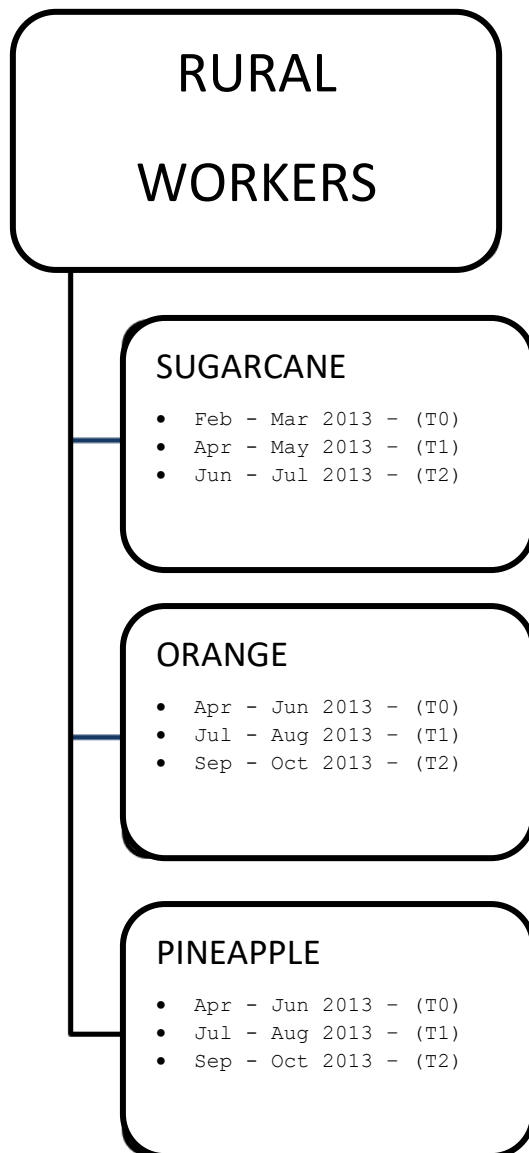 RURAL
WORKERS
SUGARCANE
• Feb - Mar 2013 – (T0)
• Apr - May 2013 – (T1)
• Jun - Jul 2013 – (T2)
ORANGE
• Apr - Jun 2013 – (T0)
• Jul - Aug 2013 – (T1)
• Sep - Oct 2013 – (T2)
PINEAPPLE
• Apr - Jun 2013 – (T0)
• Jul - Aug 2013 – (T1)
• Sep - Oct 2013 – (T2)